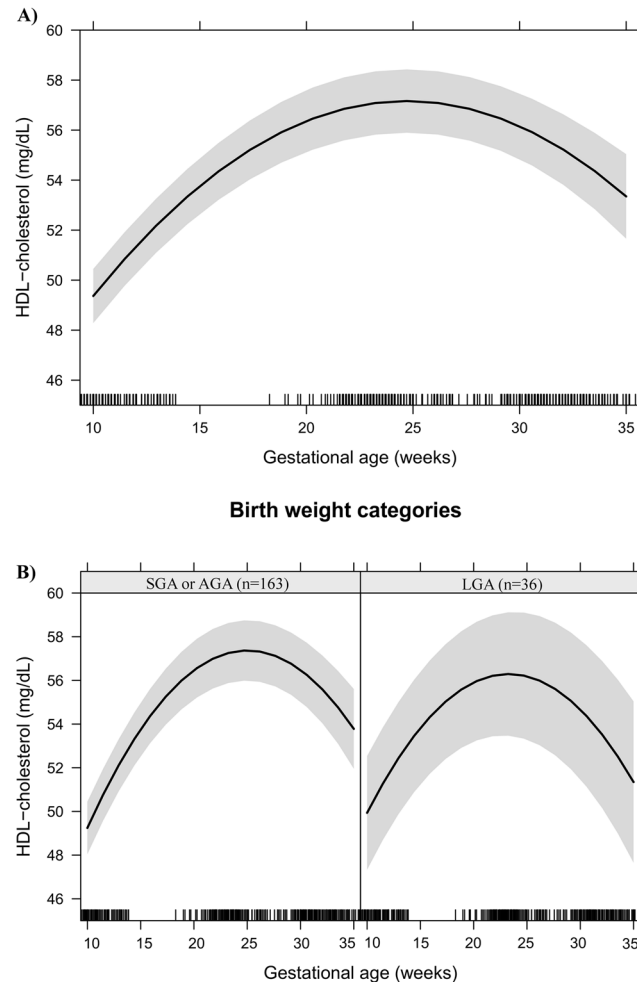 A)
60
58
56
54
52
50
48
46
HDL−cholesterol (mg/dL)
10 15 20 25 30 35
Gestational age (weeks)
Birth weight categories
B)
SGA or AGA (n=163) LGA (n=36)
60
58
56
54
52
50
48
46
HDL−cholesterol (mg/dL)
10 15 20 25 30 35 10 15 20 25 30 35
Gestational age (weeks) Gestational age (weeks)